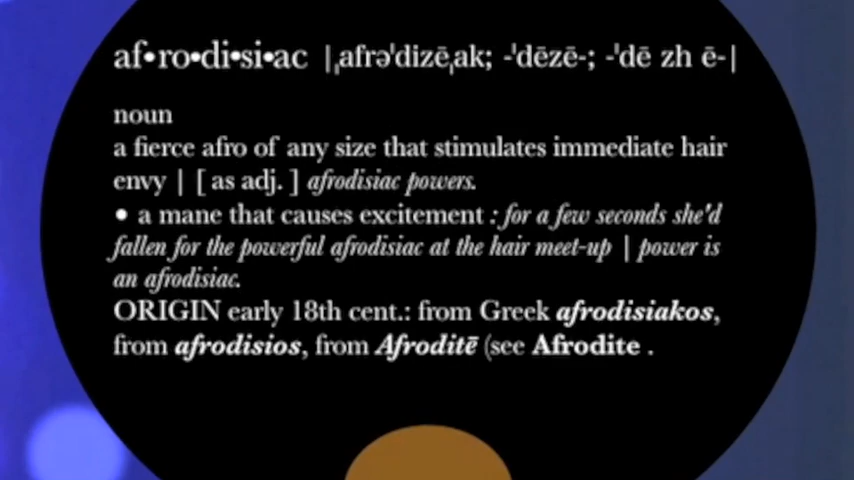 af•ro•di•si•ac |ˌafrəˈdizēˌak; -ˈdēzē-; -ˈdē zh ē-|
noun
a fierce afro of any size that stimulates immediate hair
envy | [ as adj. ] afrodisiac powers.
• a mane that causes excitement : for a few seconds she'd
fallen for the powerful afrodisiac at the hair meet-up | power is
an afrodisiac.
ORIGIN early 18th cent.: from Greek afrodisiakos,
from afrodisios, from Afroditē (see Afrodite .